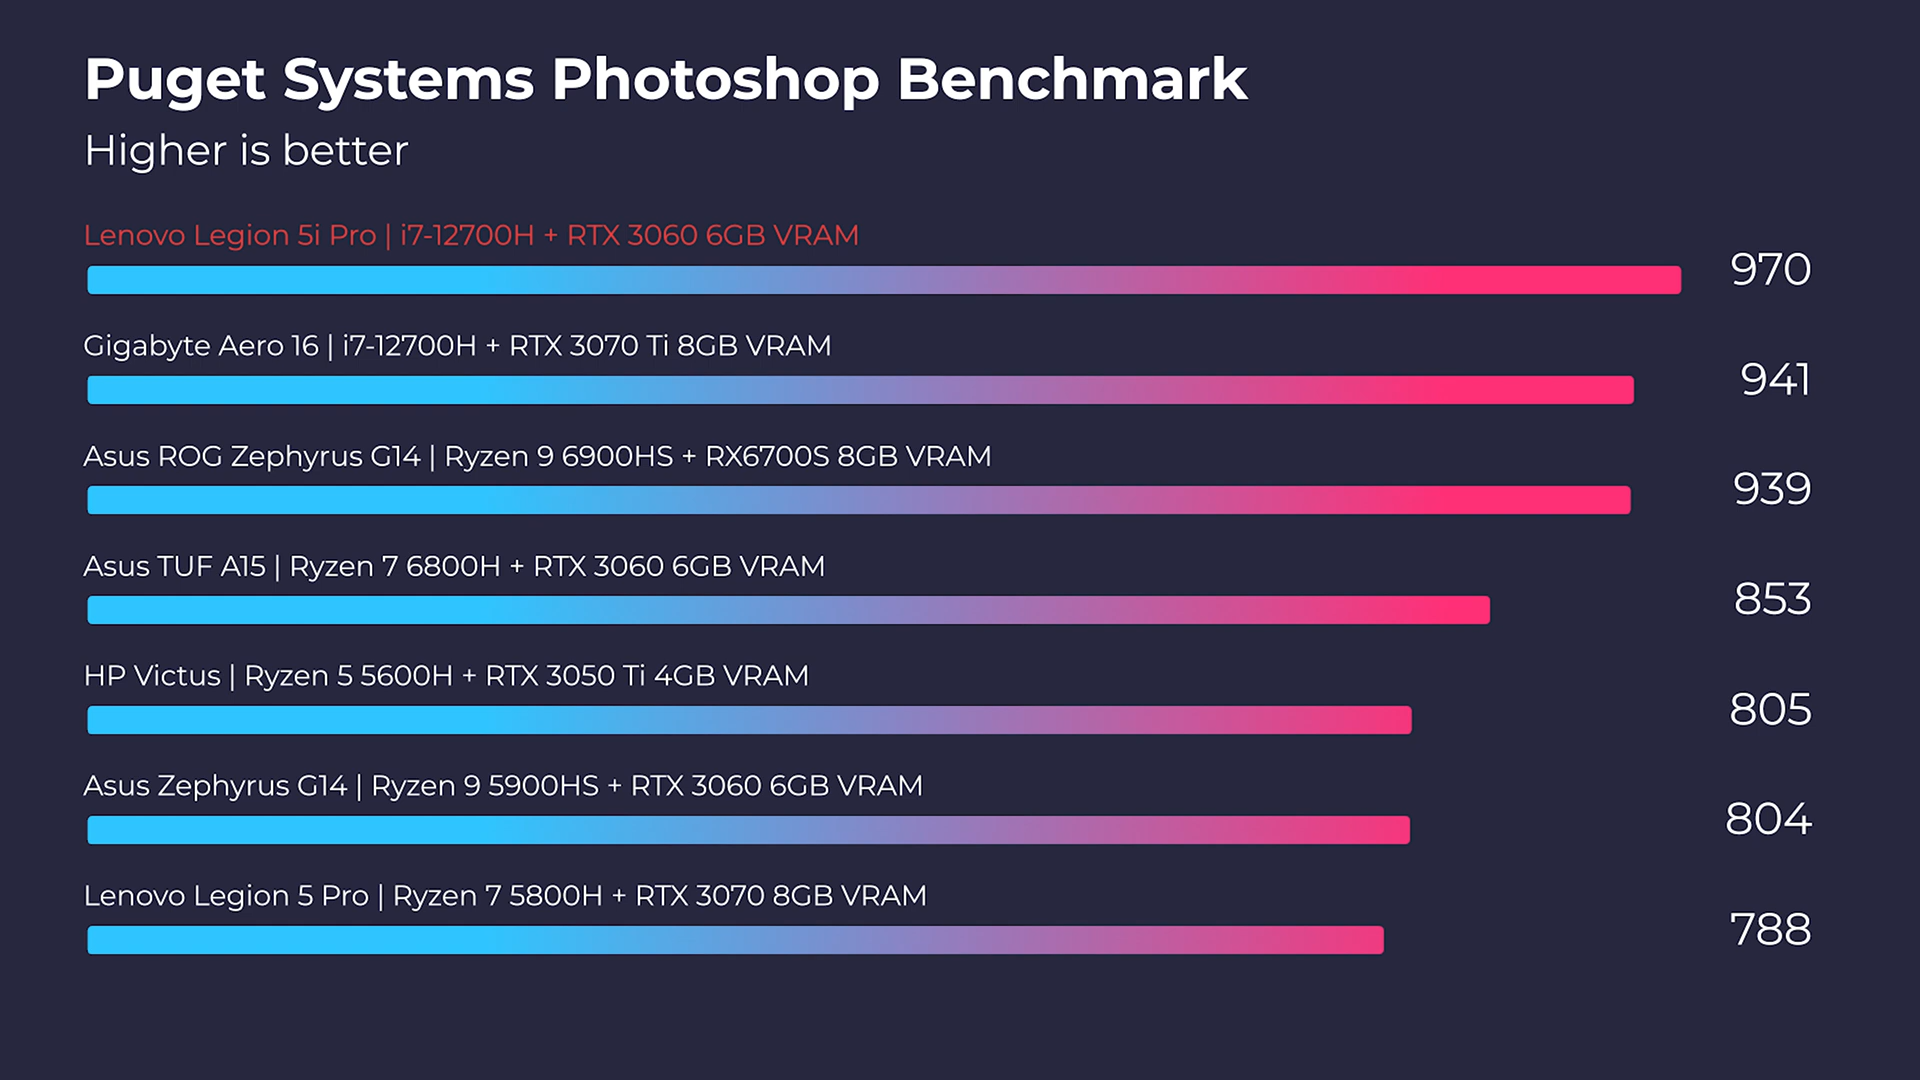 Puget Systems Photoshop Benchmark
Higher is better
Lenovo Legion 5i Pro | i7-12700H + RTX 3060 6GB VRAM
970
Gigabyte Aero 16 | i7-12700H + RTX 3070 Ti 8GB VRAM
941
Asus ROG Zephyrus G14 | Ryzen 9 6900HS + RX6700S 8GB VRAM
939
Asus TUF A15 | Ryzen 7 6800H + RTX 3060 6GB VRAM
853
HP Victus | Ryzen 5 5600H + RTX 3050 Ti 4GB VRAM
805
Asus Zephyrus G14 | Ryzen 9 5900HS + RTX 3060 6GB VRAM
804
Lenovo Legion 5 Pro | Ryzen 7 5800H + RTX 3070 8GB VRAM
788